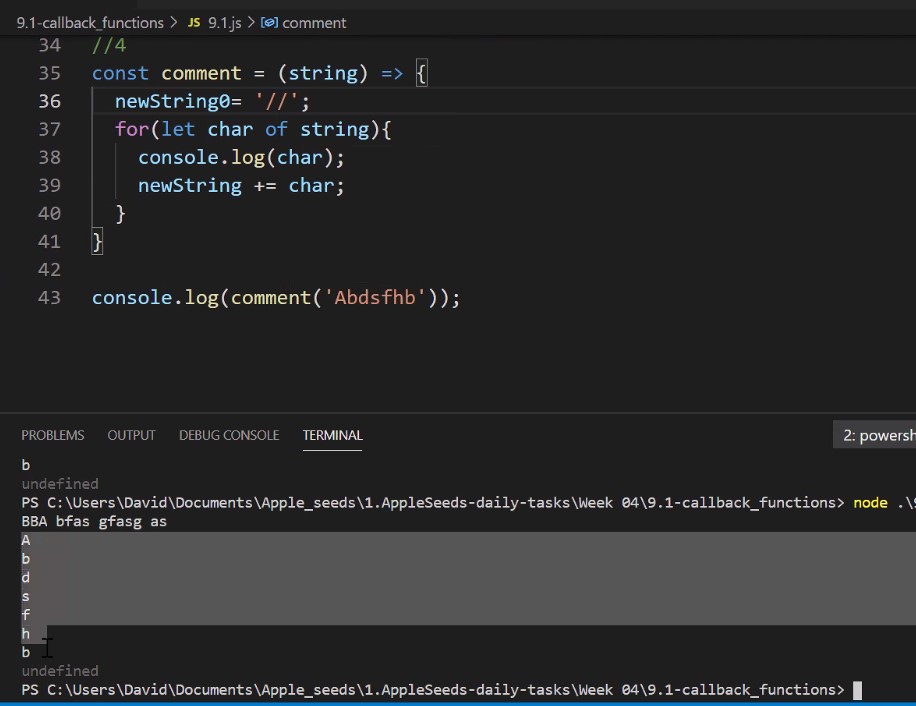 9.1-callback_functions > JS 9.1.js > comment
34 //4
35 const comment = (string) => {
36 newString0= '//';
37 for(let char of string){
38 console.log(char);
39 newString += char;
40 }
41 }
42
43 console.log(comment('Abdsfhb'));
PROBLEMS OUTPUT DEBUG CONSOLE TERMINAL 2: powersh
b
undefined
PS C:\Users\David\Documents\Apple_seeds\1.AppleSeeds-daily-tasks\Week 04\9.1-callback_functions> node .\
BBA bfas gfasg as
A
b
d
s
f
h
b
undefined
PS C:\Users\David\Documents\Apple_seeds\1.AppleSeeds-daily-tasks\Week 04\9.1-callback_functions>